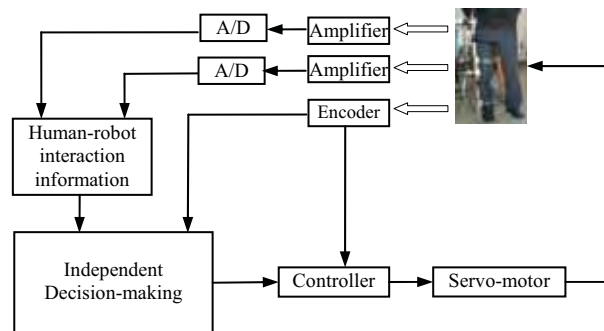 A/D
Amplifier
A/D
Amplifier
Encoder
Human-robot
interaction
information
Independent
Decision-making
Controller
Servo-motor